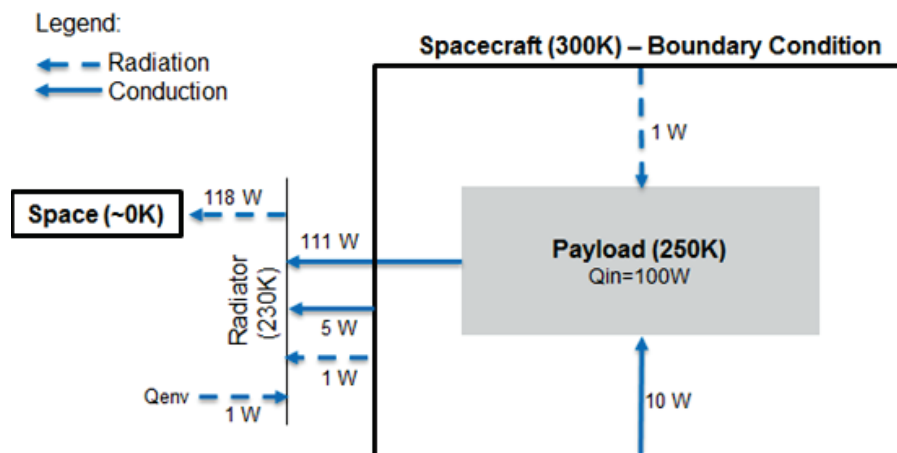 Legend:
Radiation
Conduction
Spacecraft (300K) – Boundary Condition
1 W
118 W
Space (~0K)
111 W
Payload (250K)
Qin=100W
Radiator
(230K)
5 W
1 W
Qenv
1 W
10 W